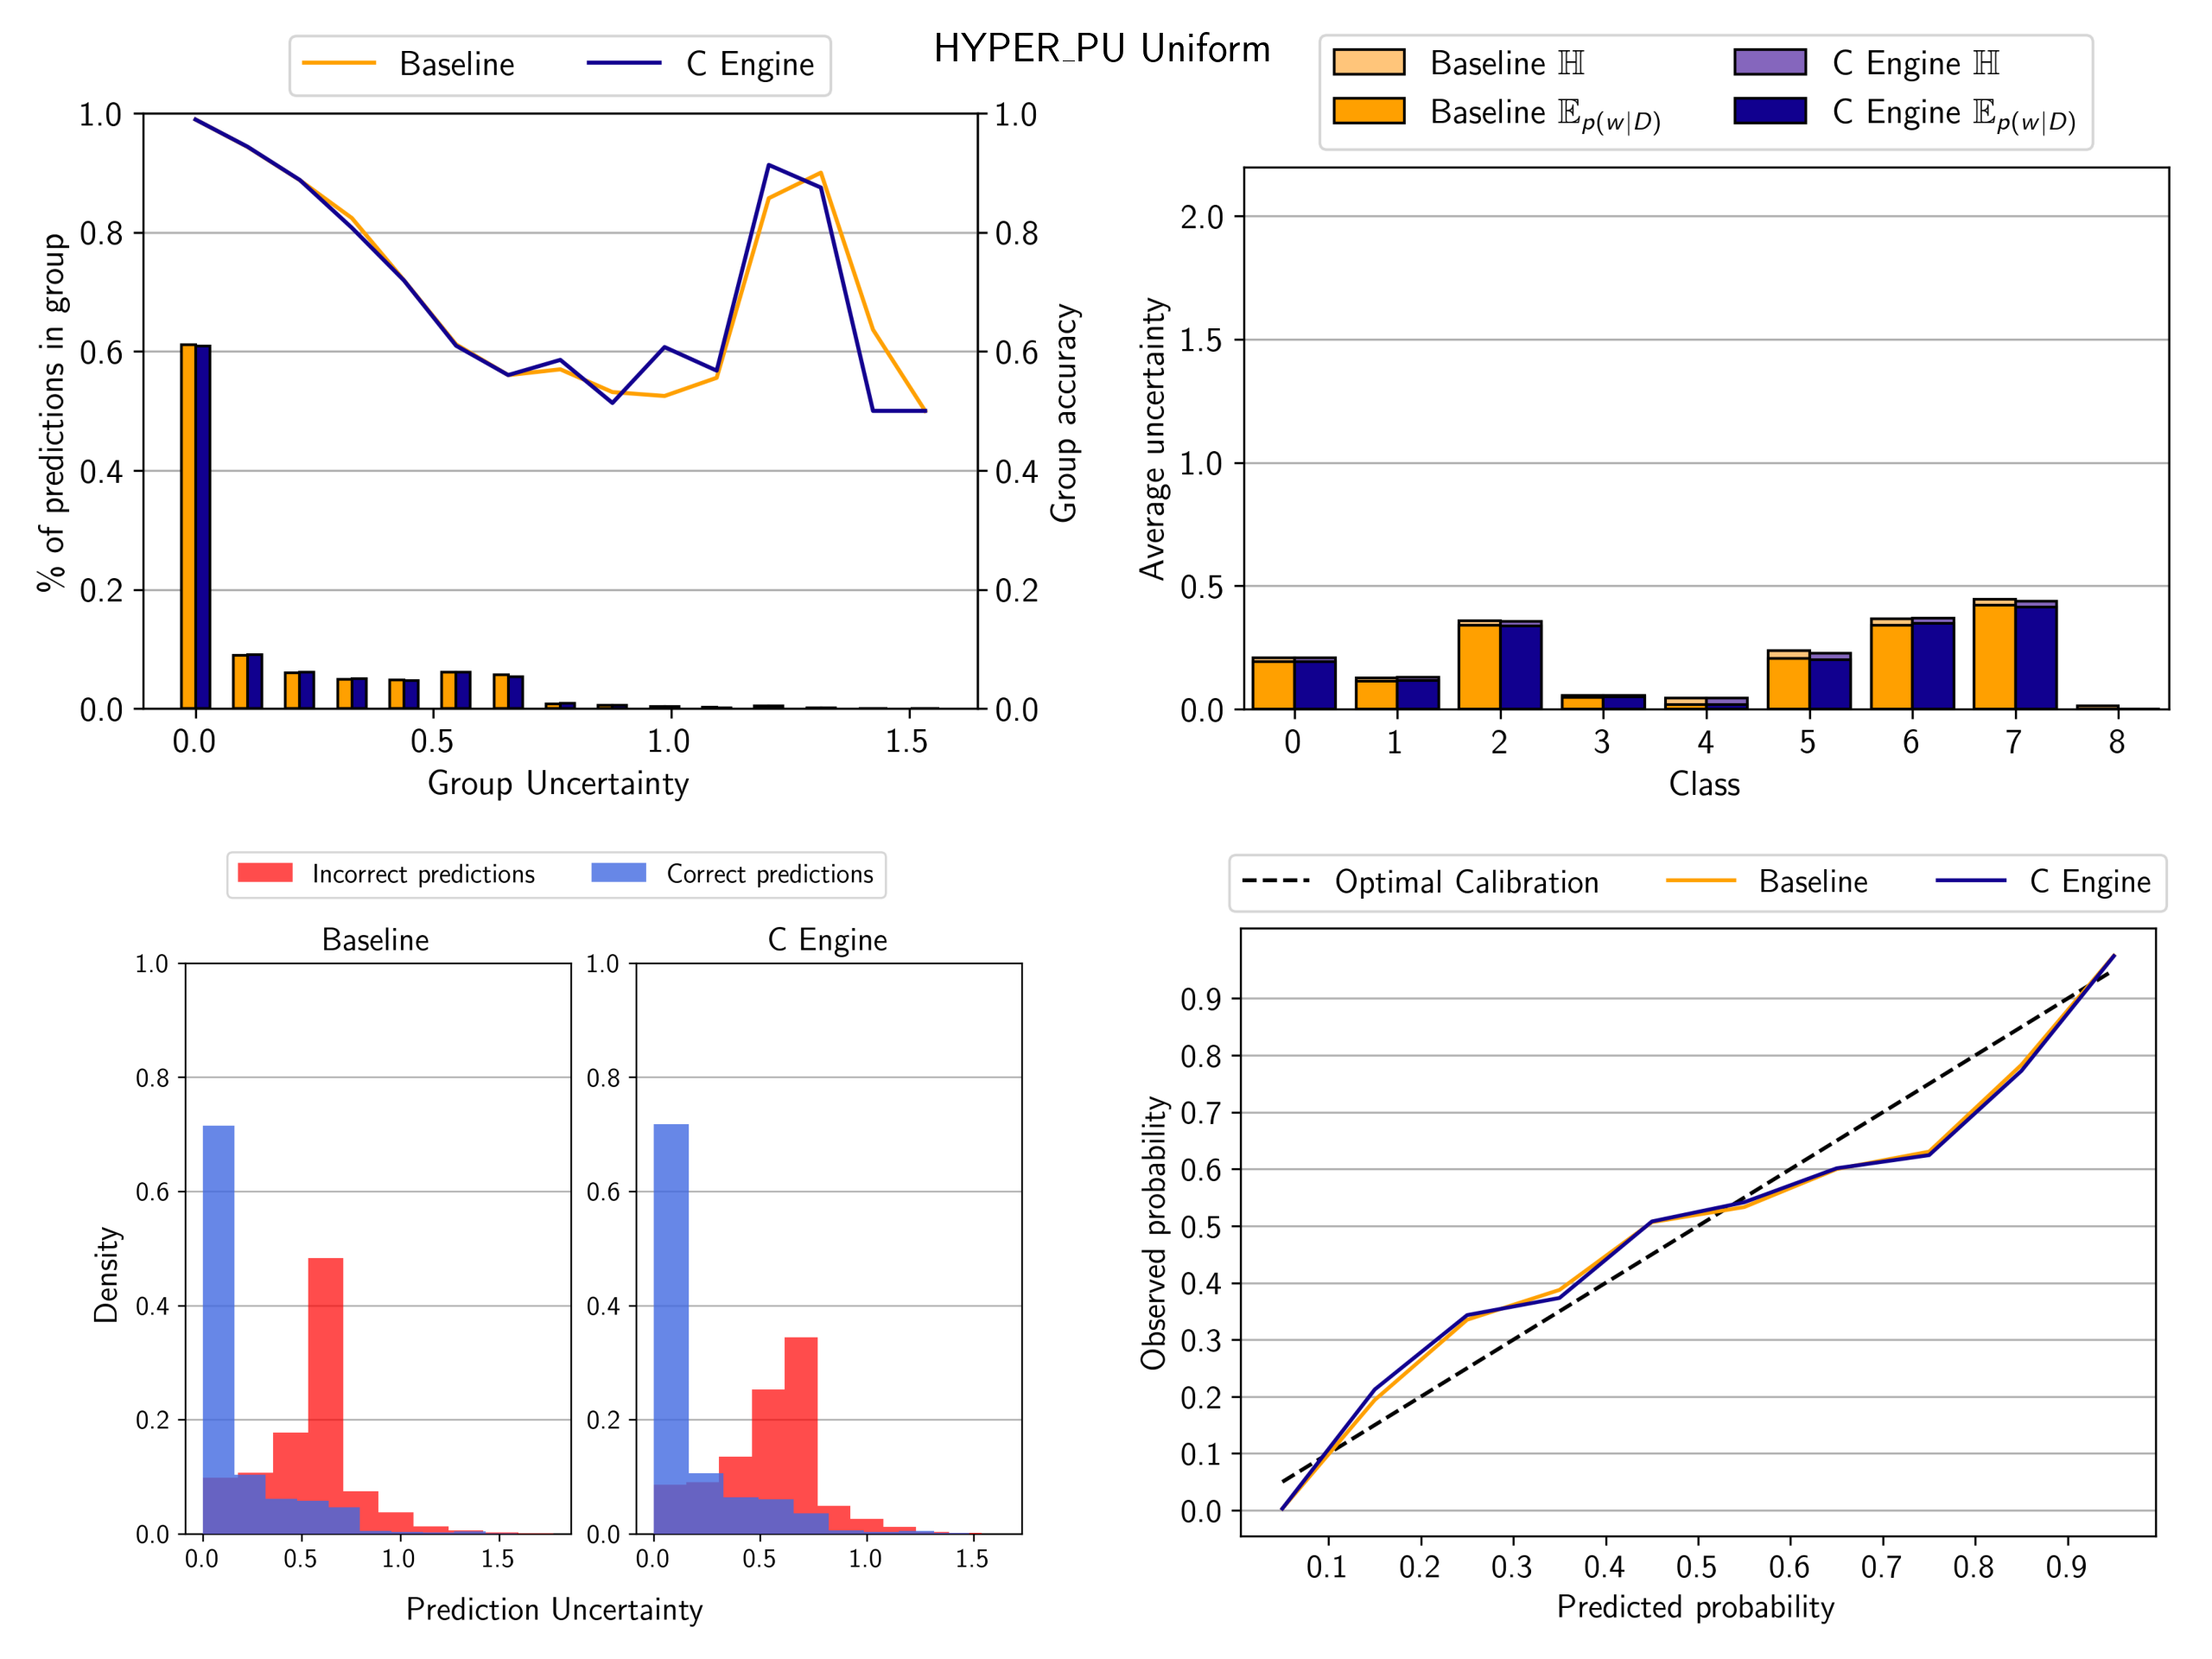 HYPER_PU Uniform
Baseline C Engine
1.0 0.8 0.6 0.4 0.2 0.0
% of predictions in group
1.0 0.8 0.6 0.4 0.2 0.0
Group accuracy
0.0 0.5 1.0 1.5
Group Uncertainty
Baseline ℍ C Engine ℍ
Baseline 𝔼p(w|D) C Engine 𝔼p(w|D)
2.0 1.5 1.0 0.5 0.0
Average uncertainty
0 1 2 3 4 5 6 7 8
Class
Incorrect predictions Correct predictions
Baseline
1.0 0.8 0.6 0.4 0.2 0.0
Density
0.0 0.5 1.0 1.5
C Engine
1.0 0.8 0.6 0.4 0.2 0.0
0.0 0.5 1.0 1.5
Prediction Uncertainty
Optimal Calibration Baseline C Engine
0.9 0.8 0.7 0.6 0.5 0.4 0.3 0.2 0.1 0.0
Observed probability
0.1 0.2 0.3 0.4 0.5 0.6 0.7 0.8 0.9
Predicted probability